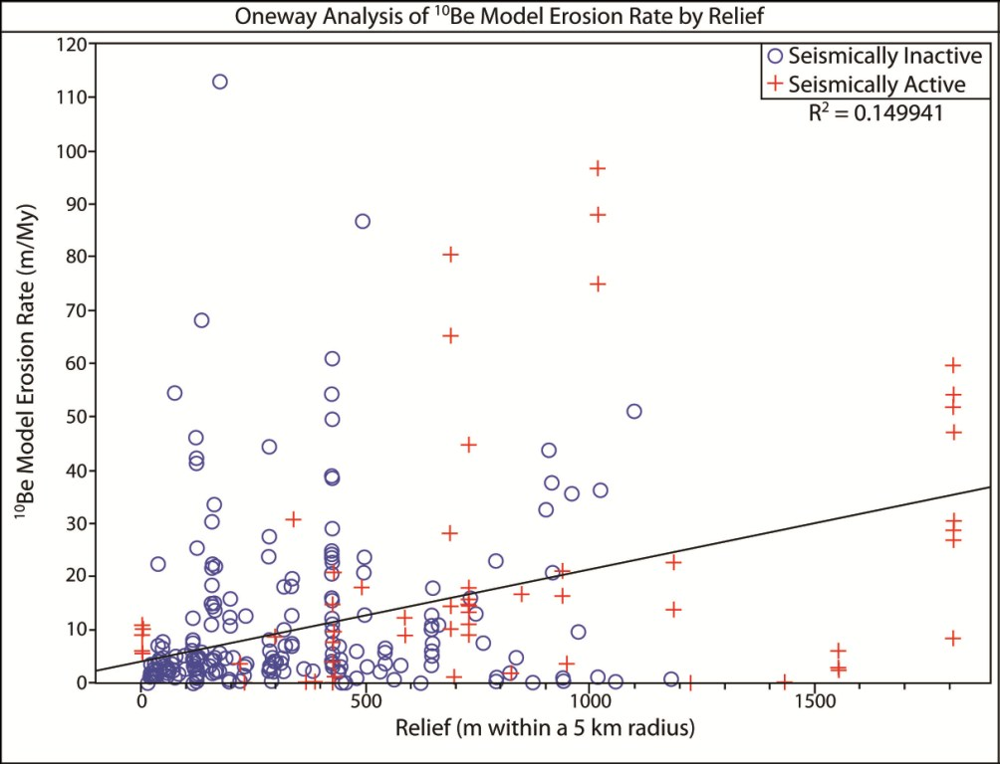 Oneway Analysis of ¹⁰Be Model Erosion Rate by Relief
Seismically Inactive
Seismically Active
R² = 0.149941
120
110
100
90
80
70
60
50
40
30
20
10
0
¹⁰Be Model Erosion Rate (m/My)
0 500 1000 1500
Relief (m within a 5 km radius)